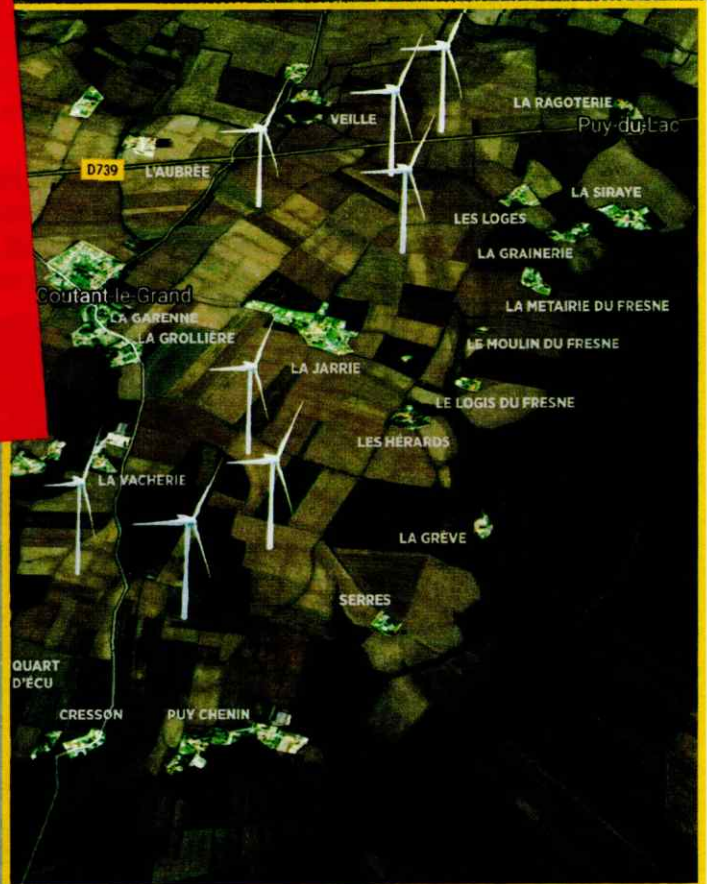 VEILLE
LA RAGOTERIE
Puy-du-Lac
D739
L'AUBRÉE
LA SIRAYE
LES LOGES
LA GRAINERIE
Coutant-le-Grand
LA METAIRIE DU FRESNE
LA GARENNE
LA GROLLIÈRE
LE MOULIN DU FRESNE
LA JARRIE
LE LOGIS DU FRESNE
LES HÉRARDS
LA VACHERIE
LA GRÈVE
SERRES
QUART
D'ÉCU
CRESSON
PUY CHENIN